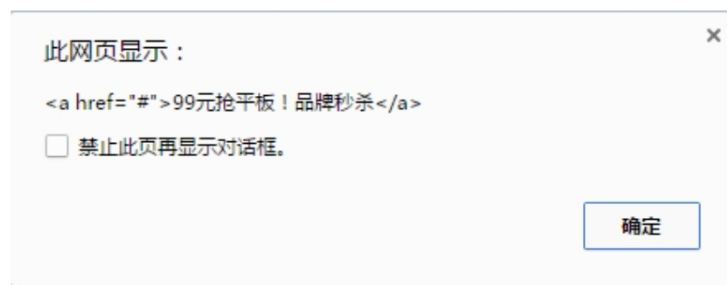 此网页显示：
<a href="#">99元抢平板！品牌秒杀</a>
禁止此页再显示对话框。
确定